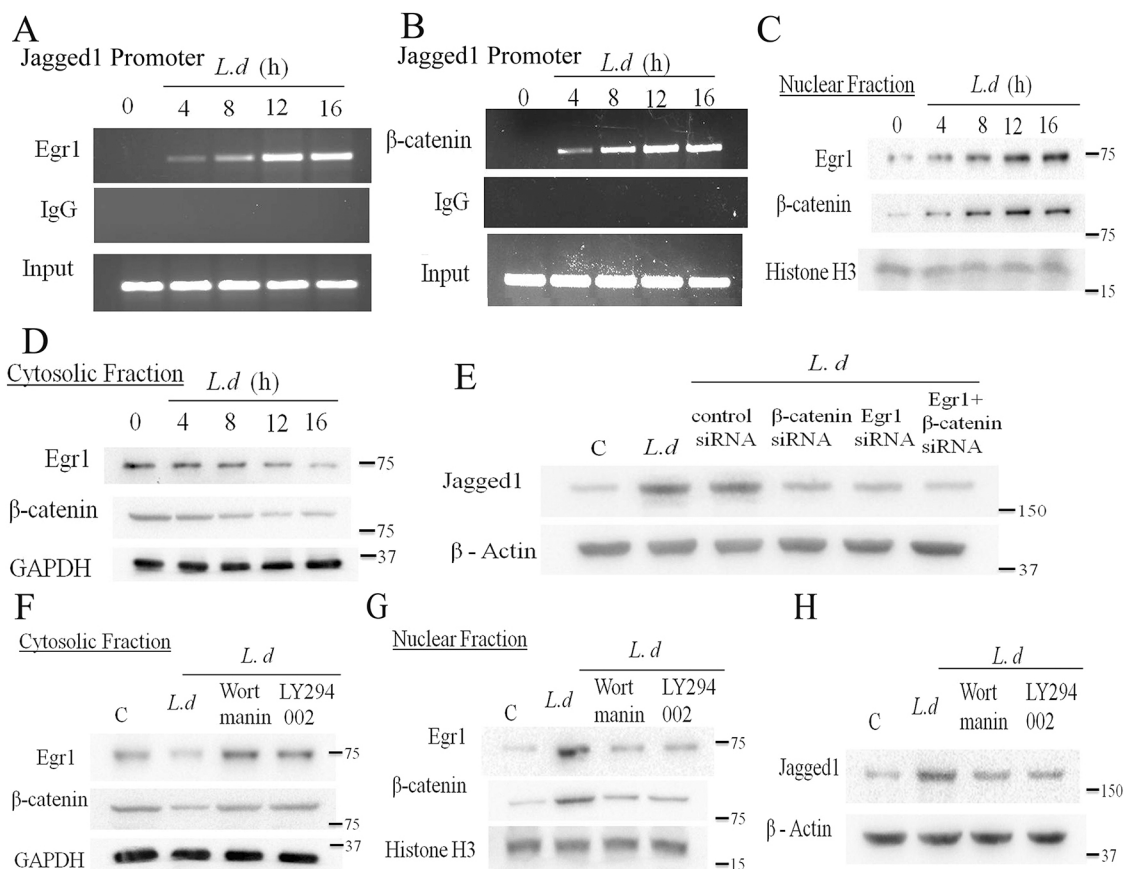 A
Jagged1 Promoter
L.d (h)
0 4 8 12 16
Egr1
IgG
Input
B
Jagged1 Promoter
L.d (h)
0 4 8 12 16
β-catenin
IgG
Input
C
Nuclear Fraction L.d (h)
0 4 8 12 16
Egr1 75
β-catenin
75
Histone H3
15
D
Cytosolic Fraction L.d (h)
0 4 8 12 16
Egr1 75
β-catenin
75
37
GAPDH
E
L. d
C L.d control siRNA β-catenin siRNA Egr1 siRNA Egr1+ β-catenin siRNA
Jagged1
150
β - Actin
37
F
Cytosolic Fraction
L. d
C L.d Wort manin LY294 002
Egr1 75
β-catenin
75
37
GAPDH
G
Nuclear Fraction
L. d
C L.d Wort manin LY294 002
Egr1 75
β-catenin
75
Histone H3
15
H
L. d
C L.d Wort manin LY294 002
Jagged1
150
β - Actin
37